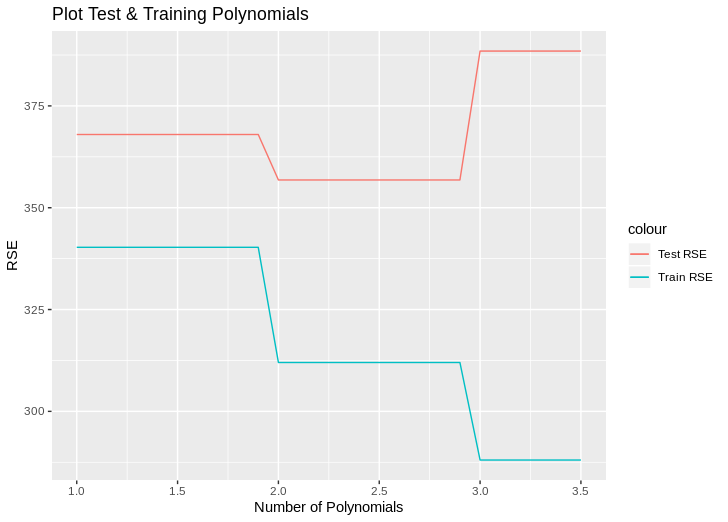 Plot Test & Training Polynomials
RSE
375
350
325
300
1.0 1.5 2.0 2.5 3.0 3.5
Number of Polynomials
colour
Test RSE
Train RSE